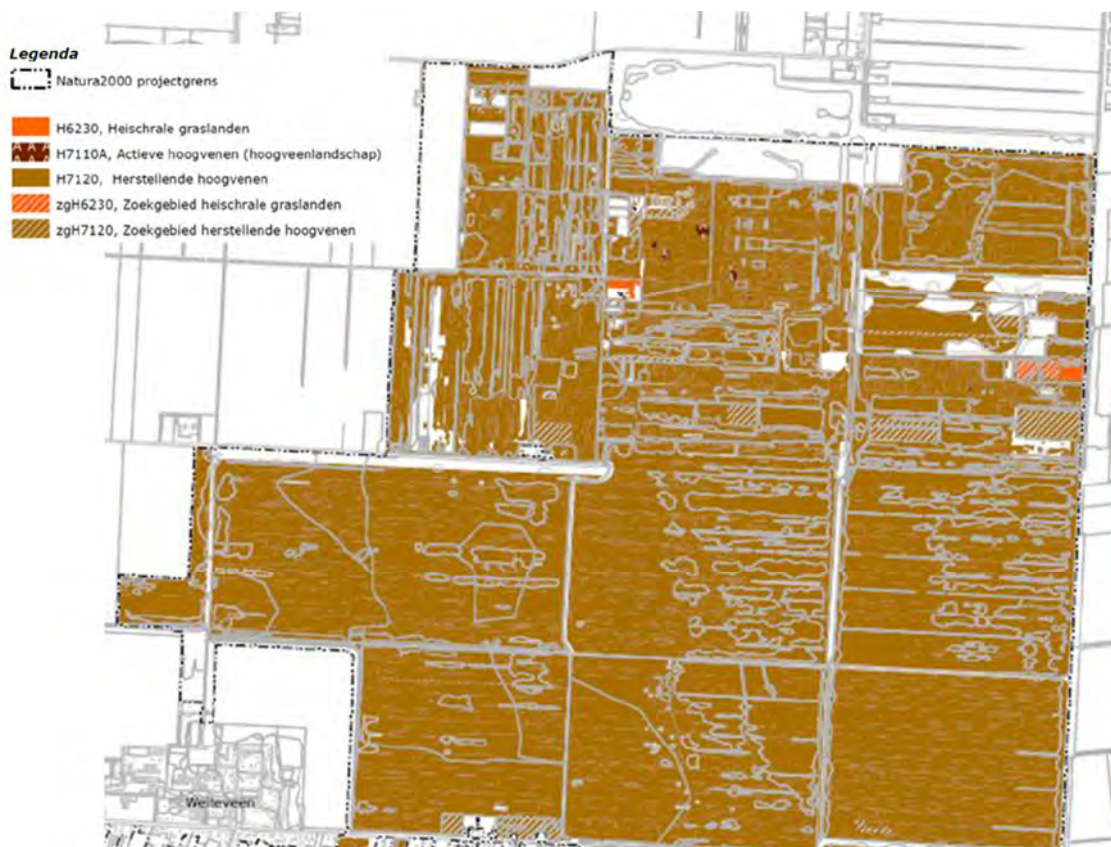 Legenda
Natura2000 projectgrens
H6230, Heischrale graslanden
H7110A, Actieve hoogvenen (hoogveenlandschap)
H7120, Herstellende hoogvenen
zgH6230, Zoekgebied heischrale graslanden
zgH7120, Zoekgebied herstellende hoogvenen
Weiteveen